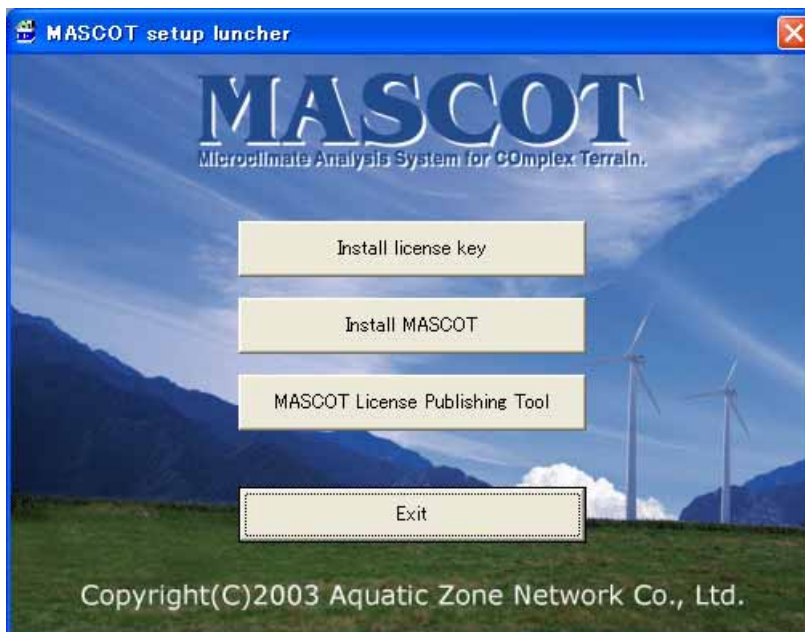 MASCOT setup luncher
MASCOT
Microclimate Analysis System for COmplex Terrain.
Install license key
Install MASCOT
MASCOT License Publishing Tool
Exit
Copyright(C)2003 Aquatic Zone Network Co., Ltd.